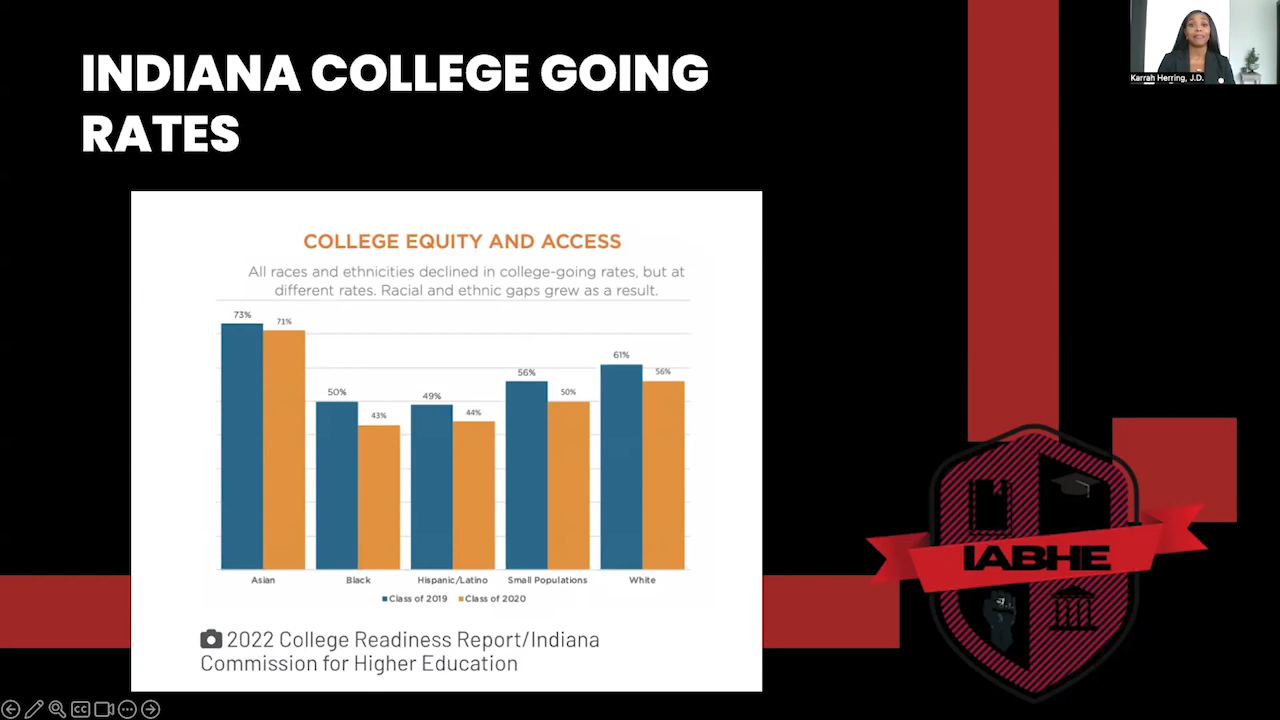 INDIANA COLLEGE GOING
RATES
Karrah Herring, J.D.
COLLEGE EQUITY AND ACCESS
All races and ethnicities declined in college-going rates, but at
different rates. Racial and ethnic gaps grew as a result.
73%
71%
50%
43%
49%
44%
56%
50%
61%
56%
Asian
Black
Hispanic/Latino
Small Populations
White
Class of 2019
Class of 2020
2022 College Readiness Report/Indiana
Commission for Higher Education
IABHE
CC